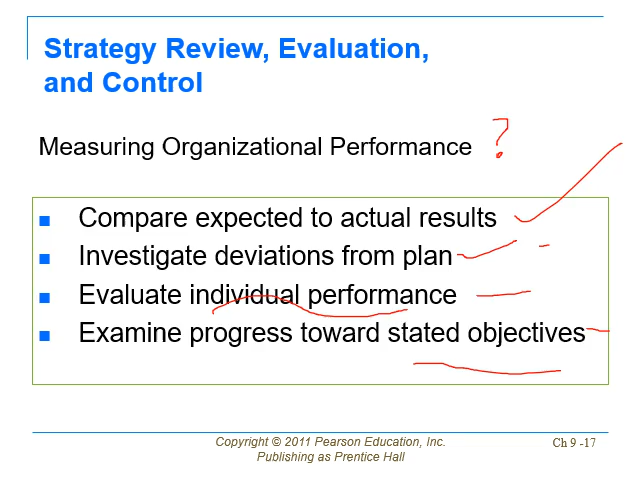 Strategy Review, Evaluation,
and Control
Measuring Organizational Performance ?
Compare expected to actual results
Investigate deviations from plan
Evaluate individual performance
Examine progress toward stated objectives
Copyright © 2011 Pearson Education, Inc.
Publishing as Prentice Hall
Ch 9 -17